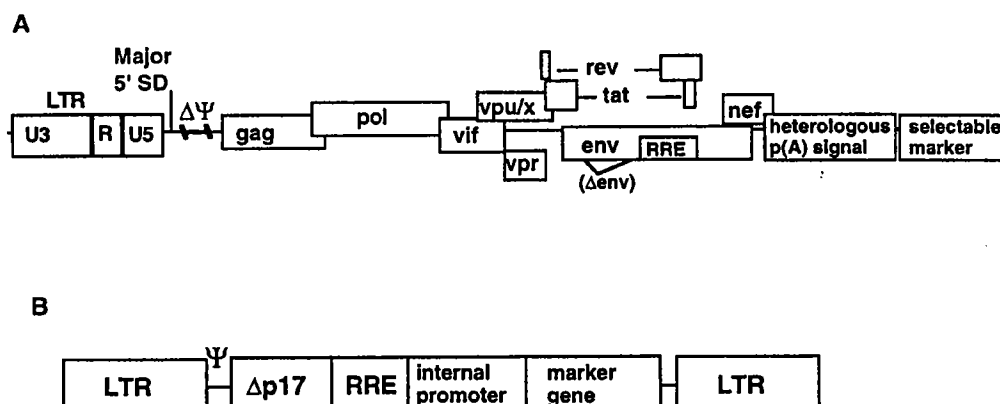 A
Major
5' SD
LTR
ΔΨ
U3 R U5
gag
pol
vif
vpu/x
vpr
rev
tat
env
RRE
(Δenv)
nef
heterologous
p(A) signal
selectable
marker
B
Ψ
LTR
Δp17
RRE
internal
promoter
marker
gene
LTR